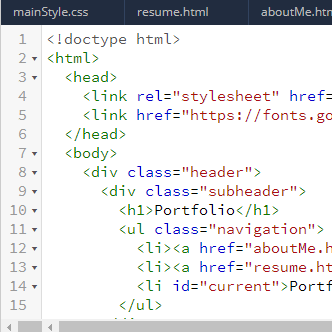 mainStyle.css resume.html aboutMe.htm
1 <!doctype html>
2 <html>
3 <head>
4 <link rel="stylesheet" href=
5 <link href="https://fonts.go
6 </head>
7 <body>
8 <div class="header">
9 <div class="subheader">
10 <h1>Portfolio</h1>
11 <ul class="navigation">
12 <li><a href="aboutMe.h
13 <li><a href="resume.ht
14 <li id="current">Portf
15 </ul>